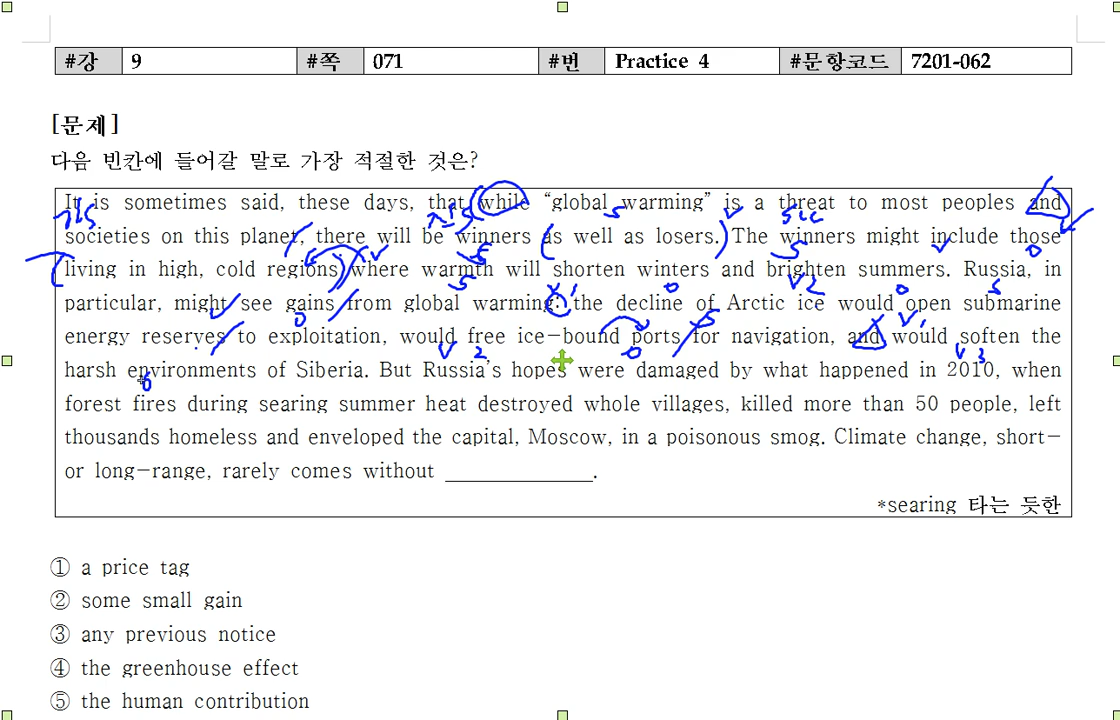 #강 9 #쪽 071 #번 Practice 4 #문항코드 7201-062
[문제]
다음 빈칸에 들어갈 말로 가장 적절한 것은?
It is sometimes said, these days, that while “global warming” is a threat to most peoples and
societies on this planet, there will be winners as well as losers. The winners might include those
living in high, cold regions, where warmth will shorten winters and brighten summers. Russia, in
particular, might see gains from global warming: the decline of Arctic ice would open submarine
energy reserves to exploitation, would free ice-bound ports for navigation, and would soften the
harsh environments of Siberia. But Russia's hopes were damaged by what happened in 2010, when
forest fires during searing summer heat destroyed whole villages, killed more than 50 people, left
thousands homeless and enveloped the capital, Moscow, in a poisonous smog. Climate change, short-
or long-range, rarely comes without ____________.
*searing 타는 듯한
① a price tag
② some small gain
③ any previous notice
④ the greenhouse effect
⑤ the human contribution